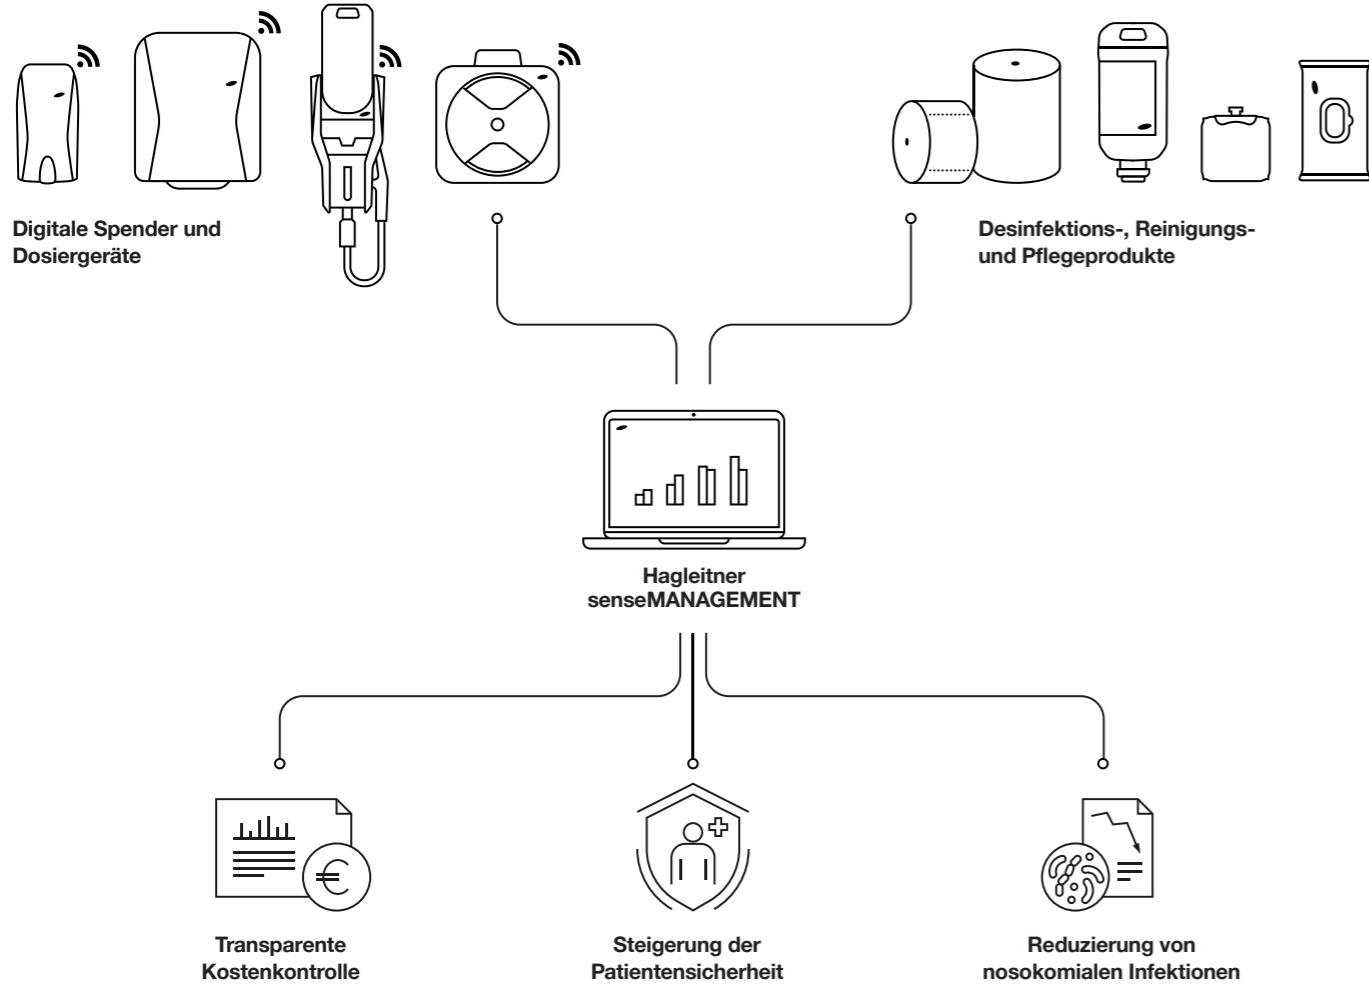 Digitale Spender und
Dosiergeräte
Desinfektions-, Reinigungs-
und Pflegeprodukte
Hagleitner
senseMANAGEMENT
Transparente
Kostenkontrolle
Steigerung der
Patientensicherheit
Reduzierung von
nosokomialen Infektionen